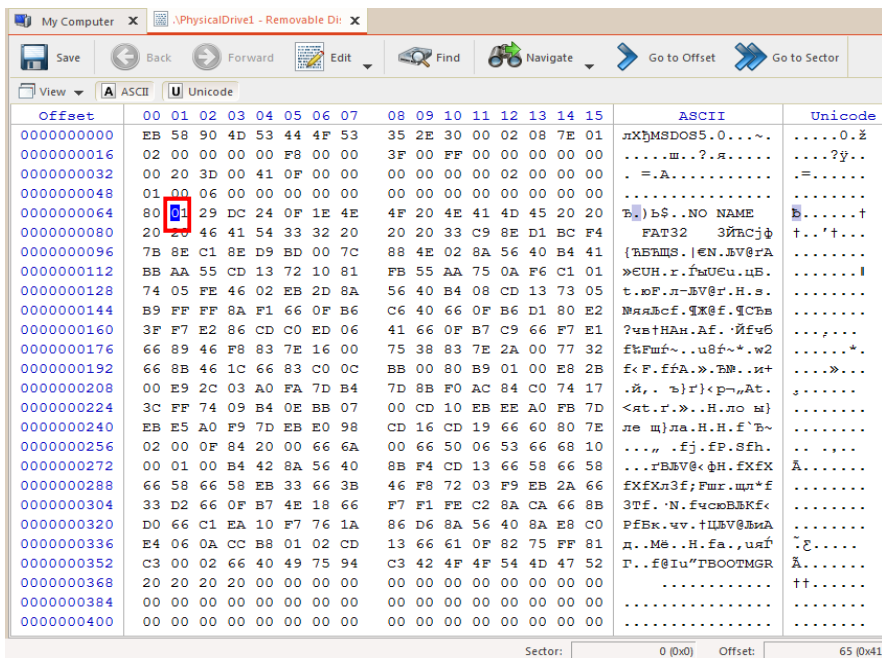 My Computer X .\PhysicalDrive1 - Removable Di: X
Save Back Forward Edit Find Navigate Go to Offset Go to Sector
View A ASCII U Unicode
Offset 00 01 02 03 04 05 06 07 08 09 10 11 12 13 14 15 ASCII Unicode
0000000000 EB 58 90 4D 53 44 4F 53 35 2E 30 00 02 08 7E 01 лXђMSDOS5.0...~. .....0.ž
0000000016 02 00 00 00 00 F8 00 00 3F 00 FF 00 00 00 00 00 .....ш..?.я..... ....?ÿ..
0000000032 00 20 3D 00 41 0F 00 00 00 00 00 00 02 00 00 00 . =.A........... .=......
0000000048 01 00 06 00 00 00 00 00 00 00 00 00 00 00 00 00 ................ ........
0000000064 80 01 29 DC 24 0F 1E 4E 4F 20 4E 41 4D 45 20 20 Ђ.)Ь$..NO NAME
0000000080 20 20 46 41 54 33 32 20 20 20 33 C9 8E D1 BC F4 FAT32 3ЙЋСјф
0000000096 7B 8E C1 8E D9 BD 00 7C 88 4E 02 8A 56 40 B4 41
0000000112 BB AA 55 CD 13 72 10 81 FB 55 AA 75 0A F6 C1 01
0000000128 74 05 FE 46 02 EB 2D 8A 56 40 B4 08 CD 13 73 05
0000000144 B9 FF FF 8A F1 66 0F B6 C6 40 66 0F B6 D1 80 E2
0000000160 3F F7 E2 86 CD C0 ED 06 41 66 0F B7 C9 66 F7 E1
0000000176 66 89 46 F8 83 7E 16 00 75 38 83 7E 2A 00 77 32
0000000192 66 8B 46 1C 66 83 C0 0C BB 00 80 B9 01 00 E8 2B
0000000208 00 E9 2C 03 A0 FA 7D B4 7D 8B F0 AC 84 C0 74 17
0000000224 3C FF 74 09 B4 0E BB 07 00 CD 10 EB EE A0 FB 7D
0000000240 EB E5 A0 F9 7D EB E0 98 CD 16 CD 19 66 60 80 7E
0000000256 02 00 0F 84 20 00 66 6A 00 66 50 06 53 66 68 10
0000000272 00 01 00 B4 42 8A 56 40 8B F4 CD 13 66 58 66 58
0000000288 66 58 66 58 EB 33 66 3B 46 F8 72 03 F9 EB 2A 66
0000000304 33 D2 66 0F B7 4E 18 66 F7 F1 FE C2 8A CA 66 8B
0000000320 D0 66 C1 EA 10 F7 76 1A 86 D6 8A 56 40 8A E8 C0
0000000336 E4 06 0A CC B8 01 02 CD 13 66 61 0F 82 75 FF 81
0000000352 C3 00 02 66 40 49 75 94 C3 42 4F 4F 54 4D 47 52 Г..f@Iu”ГBOOTMGR
0000000368 20 20 20 20 00 00 00 00 00 00 00 00 00 00 00 00 ............ ††......
0000000384 00 00 00 00 00 00 00 00 00 00 00 00 00 00 00 00 ................ ........
0000000400 00 00 00 00 00 00 00 00 00 00 00 00 00 00 00 00 ................ ........
Sector: 0 (0x0) Offset: 65 (0x41